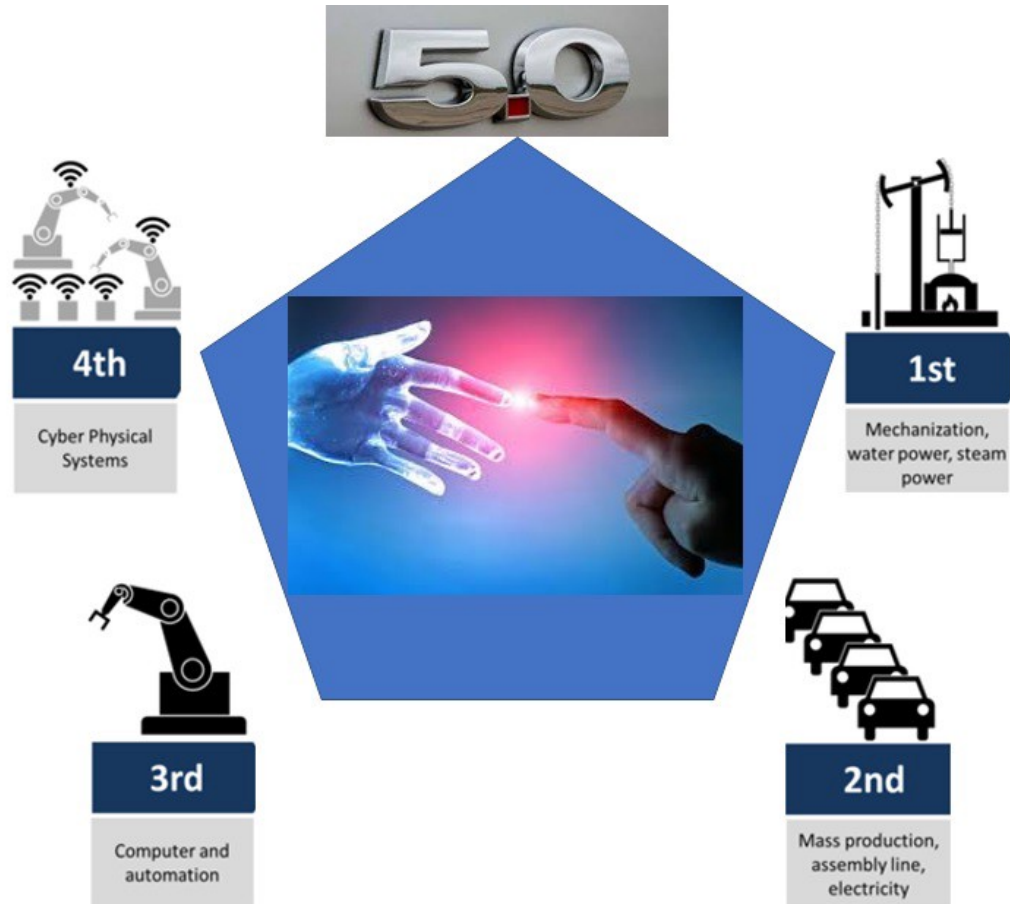 5.0
4th
Cyber Physical
Systems
1st
Mechanization,
water power, steam
power
3rd
Computer and
automation
2nd
Mass production,
assembly line,
electricity